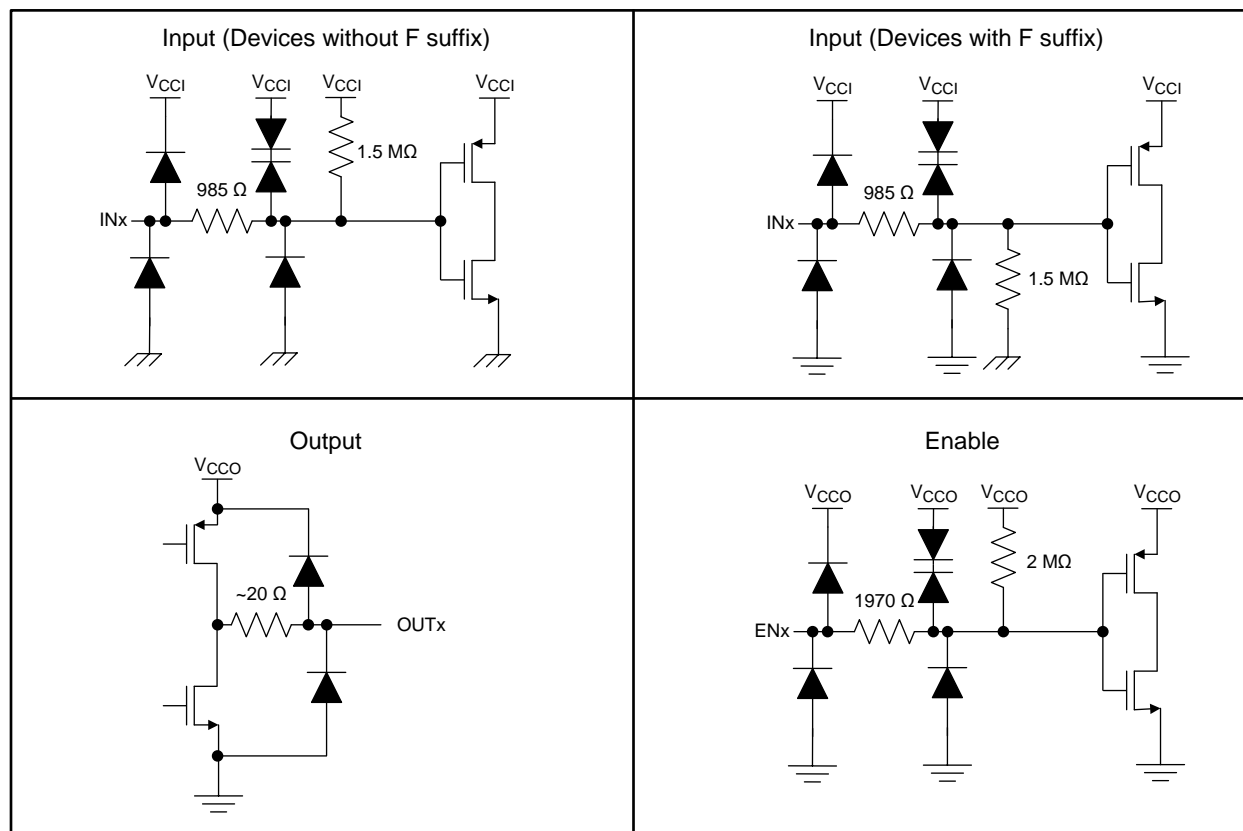 Input (Devices without F suffix)
VCCI VCCI VCCI VCCI
1.5 MΩ
985 Ω
INx
Input (Devices with F suffix)
VCCI VCCI VCCI
985 Ω
INx
1.5 MΩ
Output
VCCO
~20 Ω
OUTx
Enable
VCCO VCCO VCCO VCCO
2 MΩ
1970 Ω
ENx